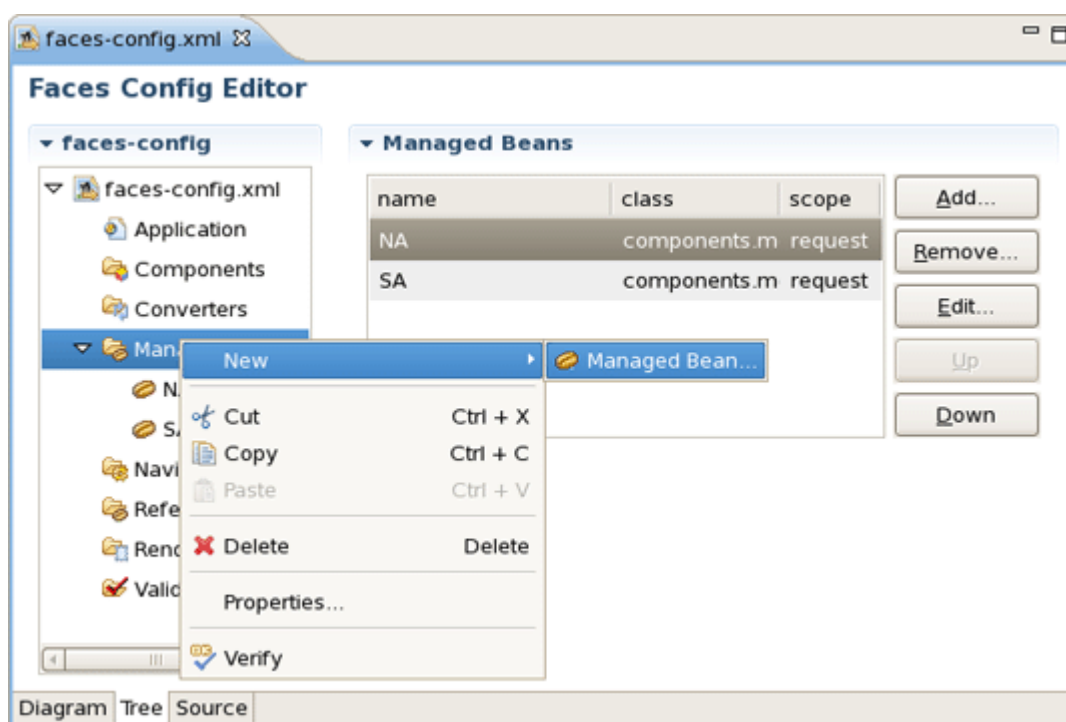 faces-config.xml
Faces Config Editor
faces-config
Managed Beans
faces-config.xml
Application
Components
Converters
name class scope
NA components.m request
SA components.m request
Add...
Remove...
Edit...
Up
Down
New
Managed Bean...
Cut Ctrl + X
Copy Ctrl + C
Paste Ctrl + V
Delete Delete
Properties...
Verify
Diagram Tree Source